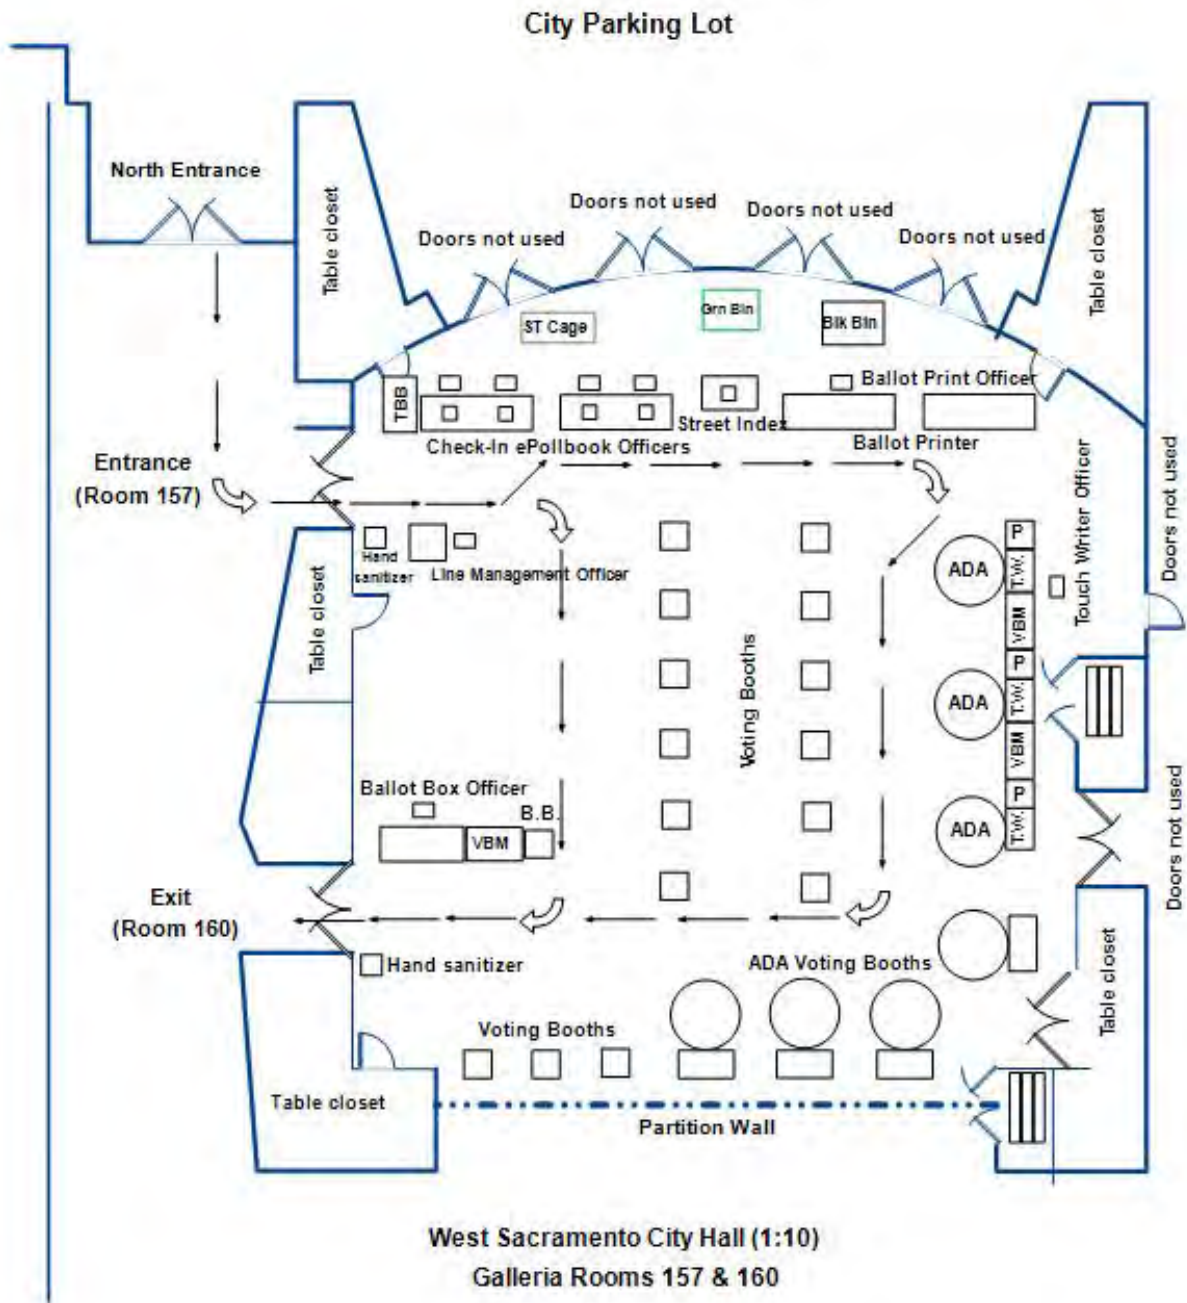 City Parking Lot
North Entrance
Table closet
Doors not used
Doors not used
Doors not used
Doors not used
Table closet
ST Cage
Grn Bin
Blk Bin
TBB
Ballot Print Officer
Street Index
Check-In ePollbook Officers
Ballot Printer
Entrance
(Room 157)
Hand
sanitizer
Line Management Officer
Table closet
Voting Booths
ADA
P
T.W.
VBM
ADA
P
T.W.
VBM
ADA
P
T.W.
Touch Writer Officer
Doors not used
Doors not used
Ballot Box Officer
B.B.
VBM
Exit
(Room 160)
Hand sanitizer
ADA Voting Booths
Table closet
Voting Booths
Table closet
Partition Wall
West Sacramento City Hall (1:10)
Galleria Rooms 157 & 160